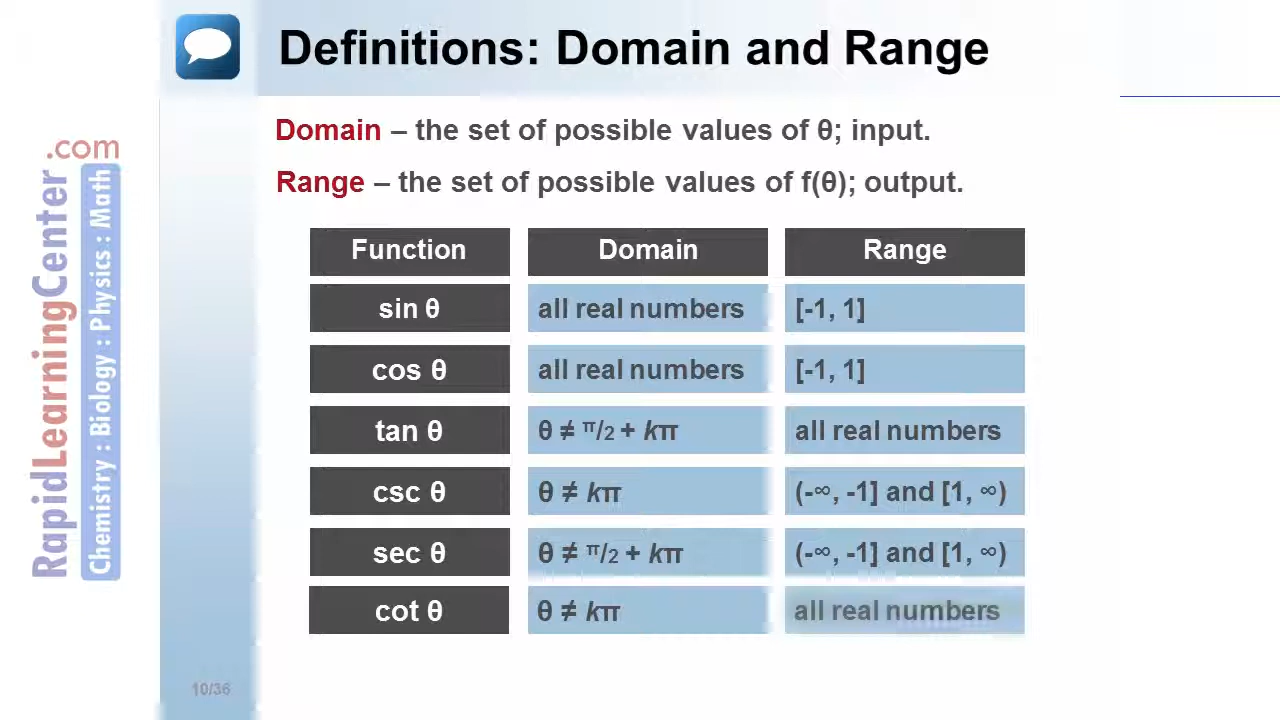 Definitions: Domain and Range
Domain – the set of possible values of θ; input.
Range – the set of possible values of f(θ); output.
Function Domain Range
sin θ all real numbers [-1, 1]
cos θ all real numbers [-1, 1]
tan θ θ ≠ π/2 + kπ all real numbers
csc θ θ ≠ kπ (-∞, -1] and [1, ∞)
sec θ θ ≠ π/2 + kπ (-∞, -1] and [1, ∞)
cot θ θ ≠ kπ all real numbers
RapidLearningCenter.com
Chemistry : Biology : Physics : Math
10/36